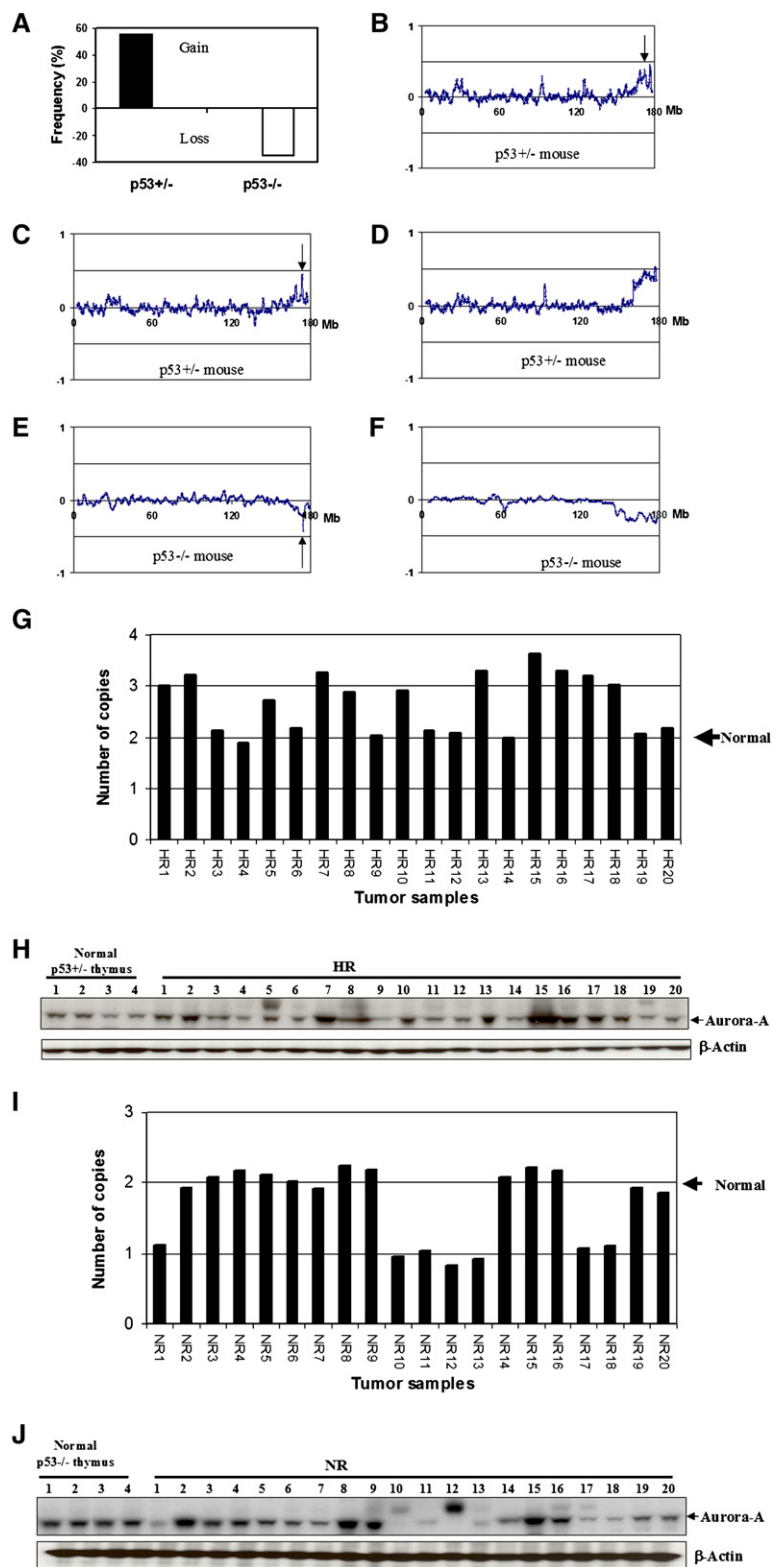 A
Frequency (%)
60
40
20
0
-20
-40
Gain
Loss
p53+/-
p53-/-
B
1
0
-1
0
60
120
180
Mb
p53+/- mouse
C
1
0
-1
0
60
120
180
Mb
p53+/- mouse
D
1
0
-1
0
60
120
180
Mb
p53+/- mouse
E
1
0
-1
0
60
120
180
Mb
p53-/- mouse
F
1
0
-1
0
60
120
180
Mb
p53-/- mouse
G
Number of copies
4
3
2
1
0
Normal
HR1 HR2 HR3 HR4 HR5 HR6 HR7 HR8 HR9 HR10 HR11 HR12 HR13 HR14 HR15 HR16 HR17 HR18 HR19 HR20
Tumor samples
H
Normal
p53+/- thymus
HR
1 2 3 4 1 2 3 4 5 6 7 8 9 10 11 12 13 14 15 16 17 18 19 20
Aurora-A
β-Actin
I
Number of copies
3
2
1
0
Normal
NR1 NR2 NR3 NR4 NR5 NR6 NR7 NR8 NR9 NR10 NR11 NR12 NR13 NR14 NR15 NR16 NR17 NR18 NR19 NR20
Tumor samples
J
Normal
p53-/- thymus
NR
1 2 3 4 1 2 3 4 5 6 7 8 9 10 11 12 13 14 15 16 17 18 19 20
Aurora-A
β-Actin